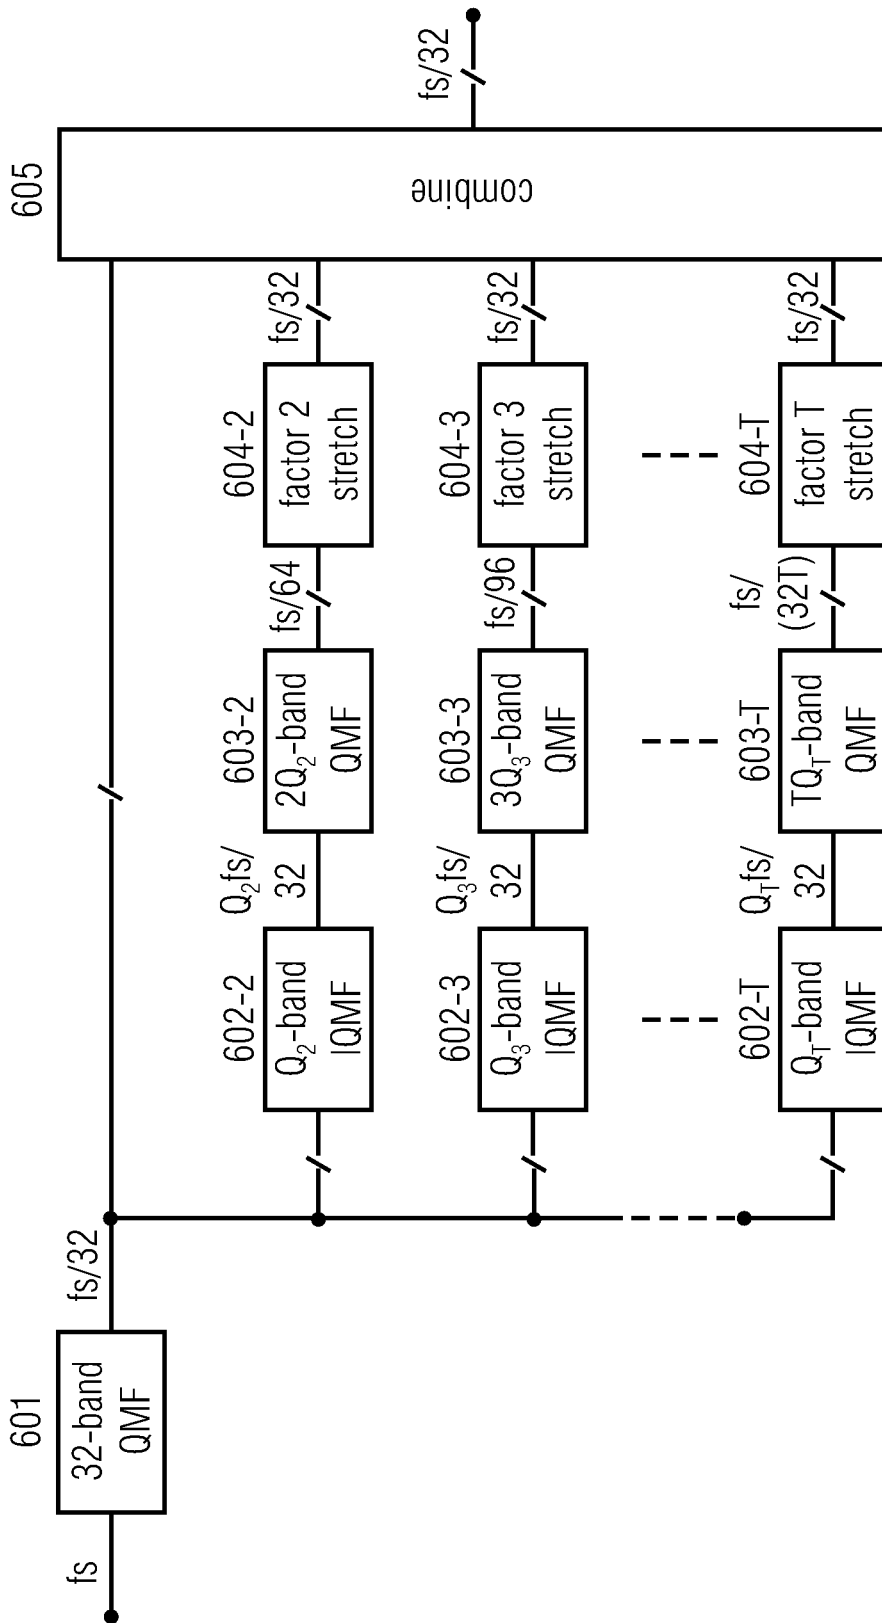 601
32-band
QMF
fs
fs/32
602-2
Q₂-band
IQMF
Q₂fs/
32
603-2
2Q₂-band
QMF
fs/64
604-2
factor 2
stretch
fs/32
602-3
Q₃-band
IQMF
Q₃fs/
32
603-3
3Q₃-band
QMF
fs/96
604-3
factor 3
stretch
fs/32
602-T
Q_T-band
IQMF
Q_Tfs/
32
603-T
TQ_T-band
QMF
fs/
(32T)
604-T
factor T
stretch
fs/32
605
combine
fs/32